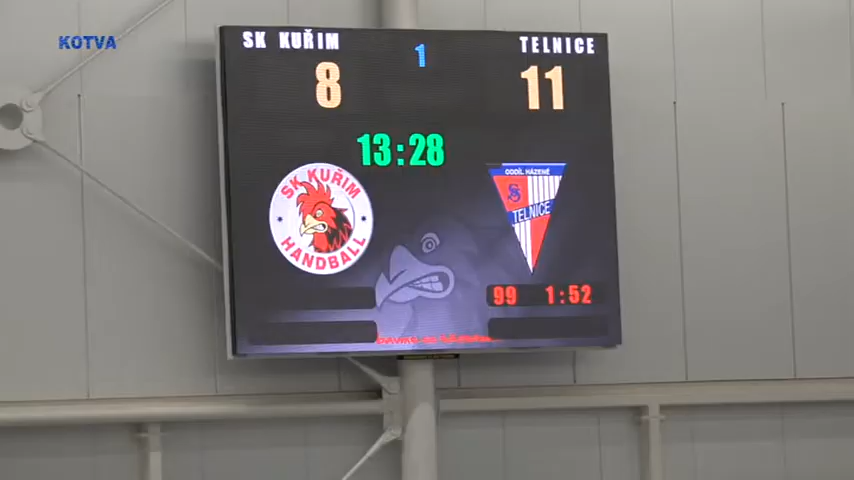 KOTVA
SK KUŘIM
1
TELNICE
8
11
13:28
SK KUŘIM
HANDBALL
ODDÍL HÁZENÉ
TELNICE
99 1:52